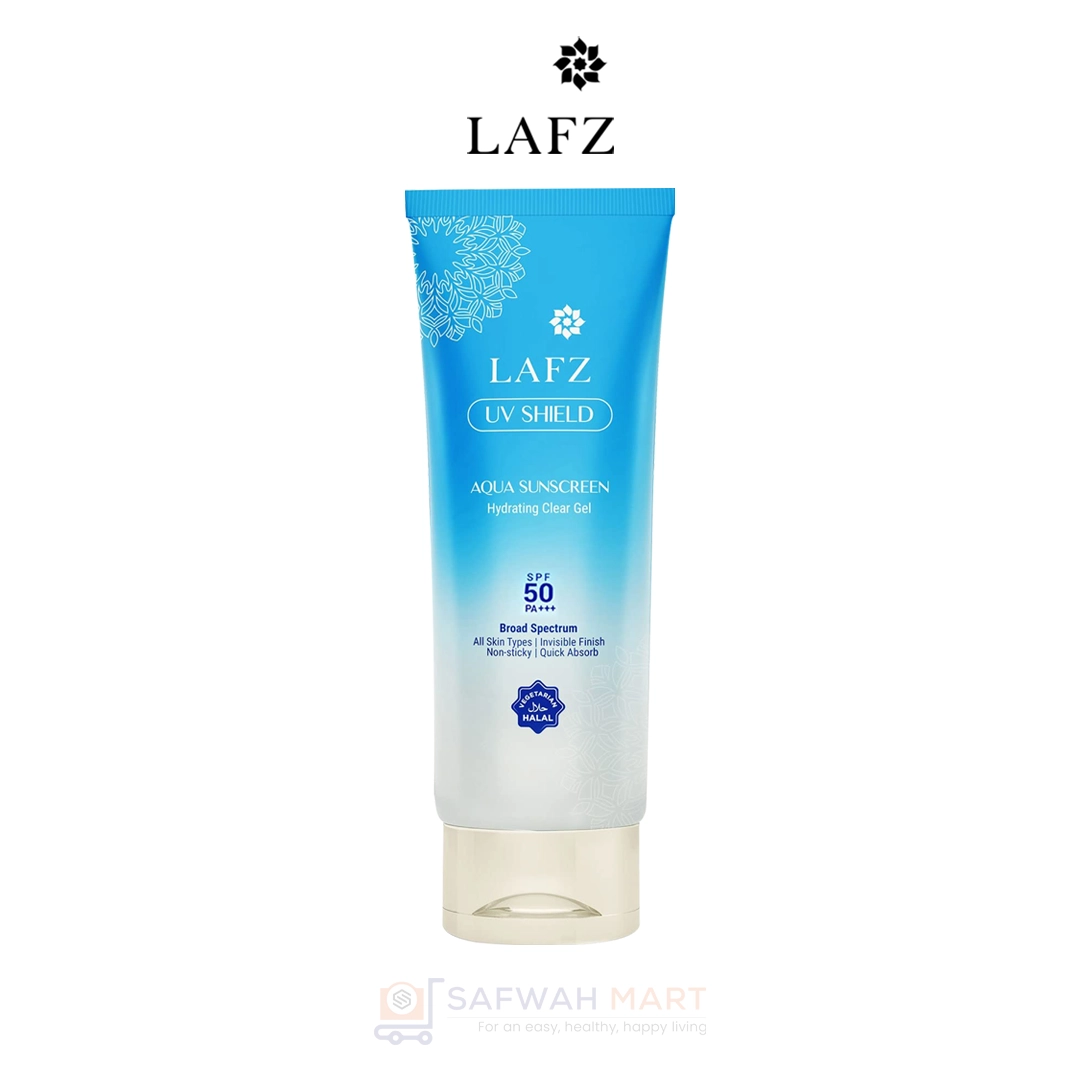 LAFZ
LAFZ
UV SHIELD
AQUA SUNSCREEN
Hydrating Clear Gel
SPF
50
PA+++
Broad Spectrum
All Skin Types | Invisible Finish
Non-sticky | Quick Absorb
VEGETARIAN
حلال
HALAL
SAFWAH MART
For an easy, healthy, happy living